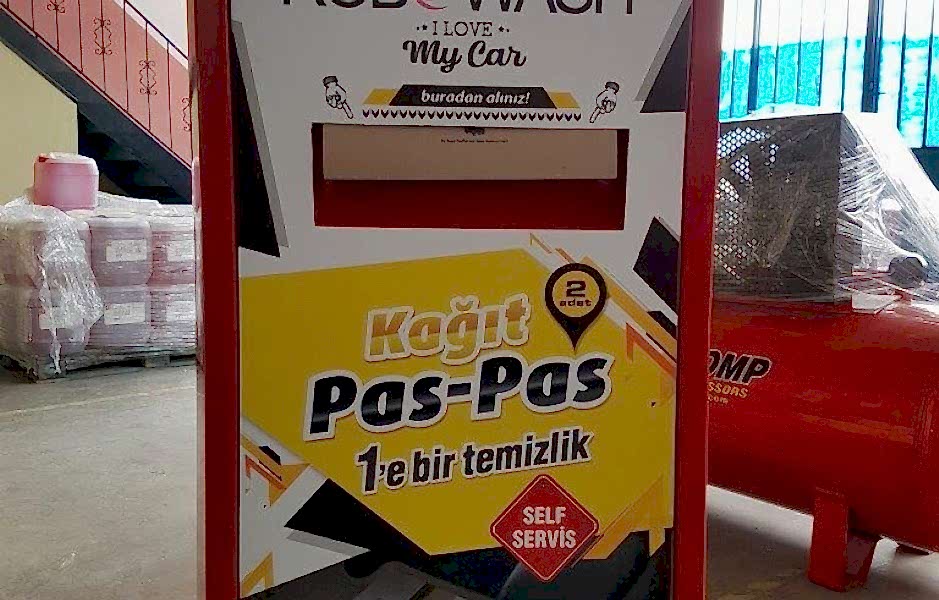 I LOVE
My Car
buradan alınız!
2
adet
Kağıt
Pas-Pas
1'e bir temizlik
SELF
SERVİS